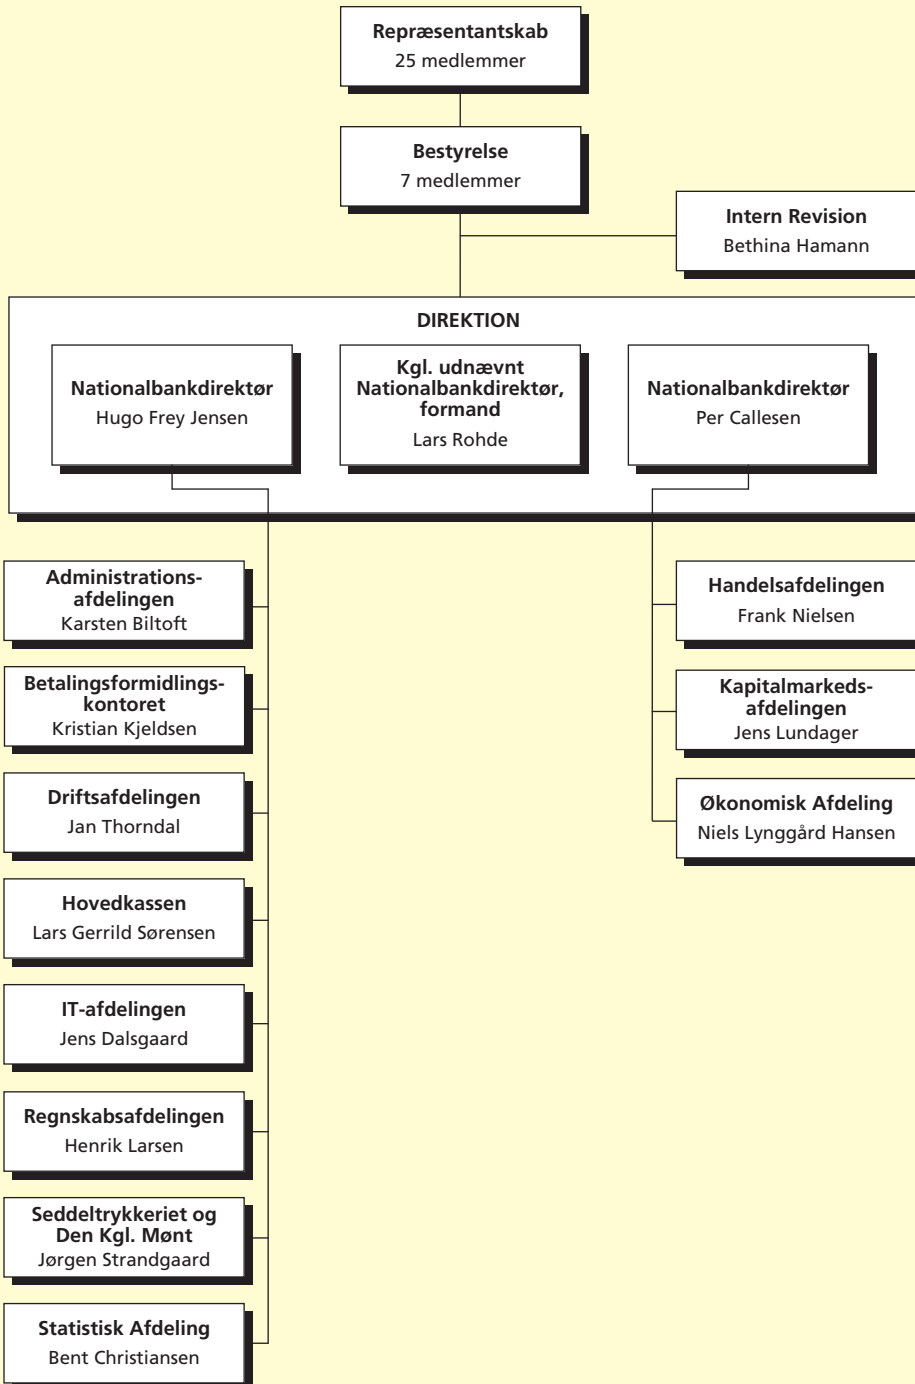 Repræsentantskab
25 medlemmer
Bestyrelse
7 medlemmer
Intern Revision
Bethina Hamann
DIREKTION
Nationalbankdirektør
Hugo Frey Jensen
Kgl. udnævnt
Nationalbankdirektør,
formand
Lars Rohde
Nationalbankdirektør
Per Callesen
Administrations-
afdelingen
Karsten Biltoft
Betalingsformidlings-
kontoret
Kristian Kjeldsen
Driftsafdelingen
Jan Thorndal
Hovedkassen
Lars Gerrild Sørensen
IT-afdelingen
Jens Dalsgaard
Regnskabsafdelingen
Henrik Larsen
Seddeltrykkeriet og
Den Kgl. Mønt
Jørgen Strandgaard
Statistisk Afdeling
Bent Christiansen
Handelsafdelingen
Frank Nielsen
Kapitalmarkeds-
afdelingen
Jens Lundager
Økonomisk Afdeling
Niels Lynggård Hansen